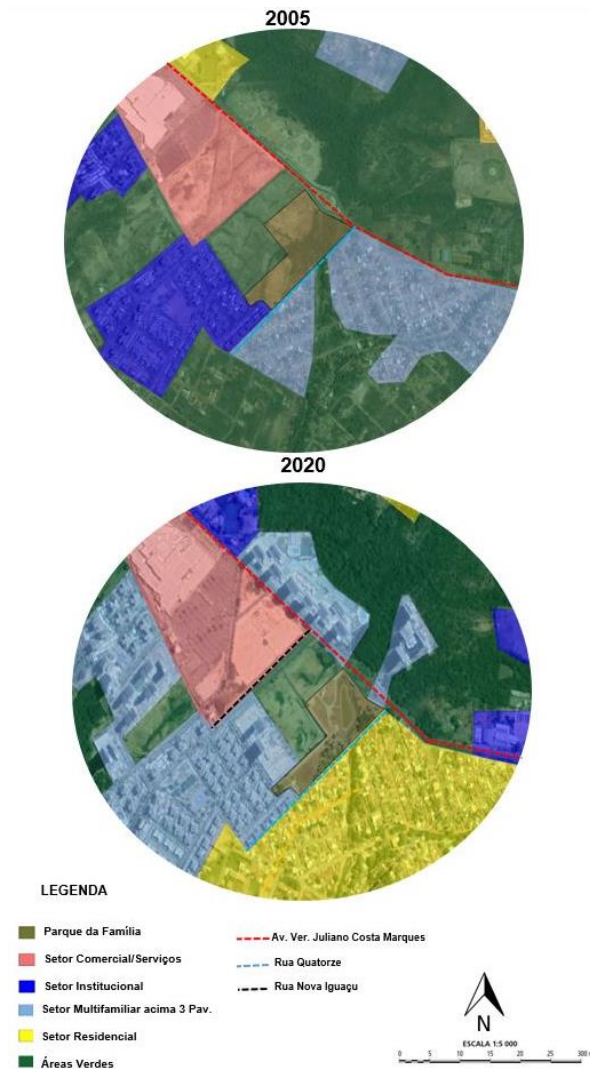 2005
2020
LEGENDA
Parque da Família
Setor Comercial/Serviços
Setor Institucional
Setor Multifamiliar acima 3 Pav.
Setor Residencial
Áreas Verdes
Av. Ver. Juliano Costa Marques
Rua Quatorze
Rua Nova Iguaçu
N
ESCALA 1:5 000
0 5 10 15 20 25 300